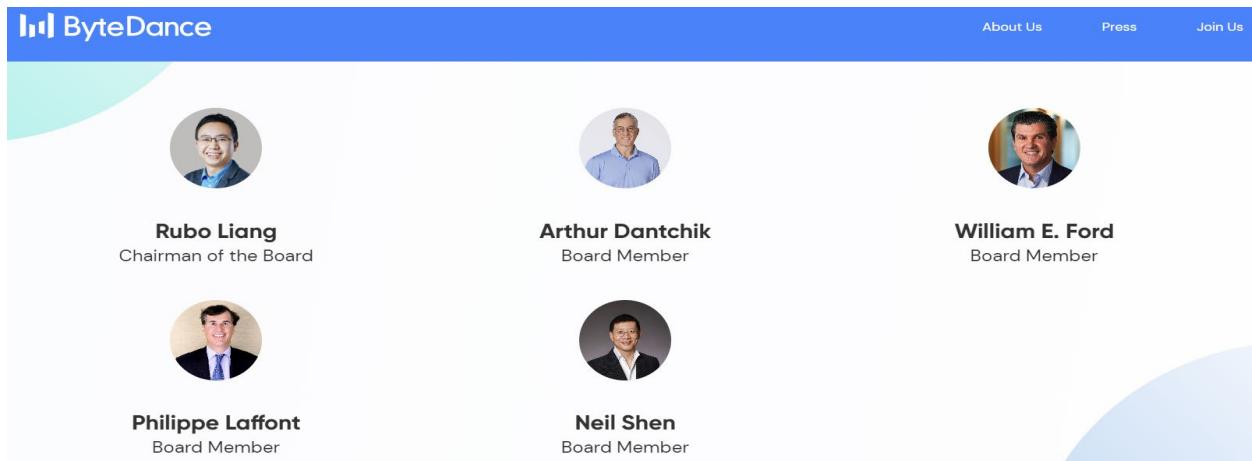 ByteDance
About Us Press Join Us
Rubo Liang
Chairman of the Board
Arthur Dantchik
Board Member
William E. Ford
Board Member
Philippe Laffont
Board Member
Neil Shen
Board Member